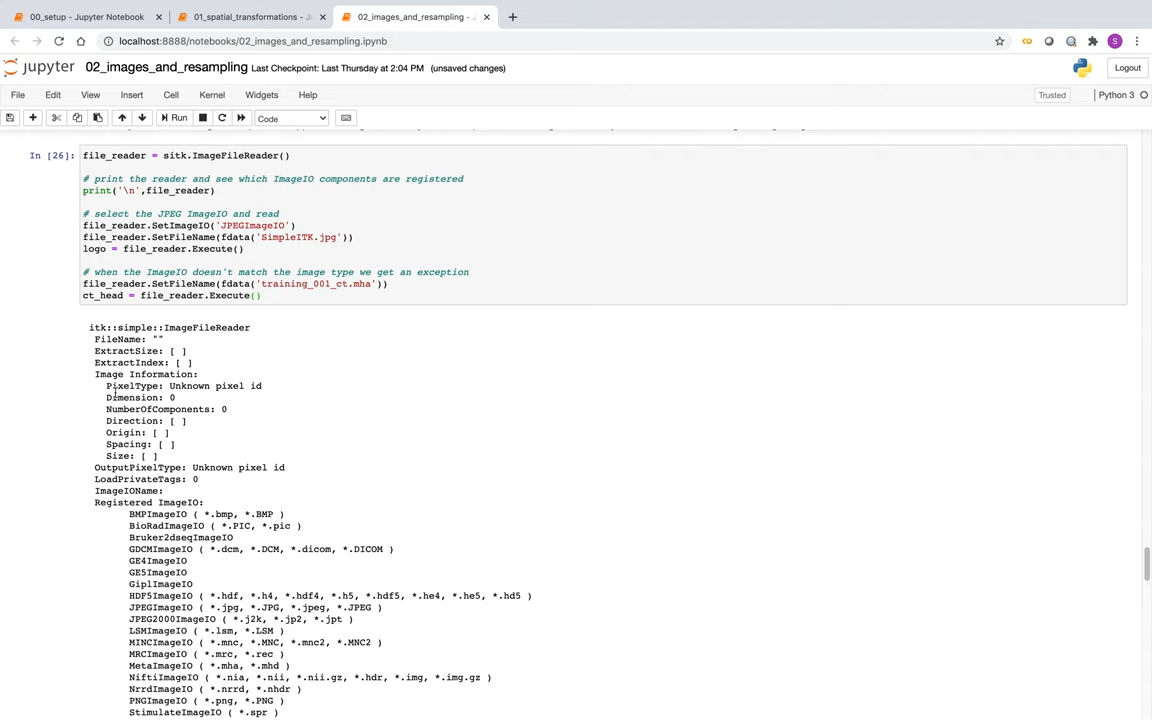 00_setup - Jupyter Notebook
01_spatial_transformations - Ju
02_images_and_resampling - J
localhost:8888/notebooks/02_images_and_resampling.ipynb
S
jupyter 02_images_and_resampling Last Checkpoint: Last Thursday at 2:04 PM (unsaved changes)
Logout
File Edit View Insert Cell Kernel Widgets Help
Trusted
Python 3
Run
Code
In [26]:
file_reader = sitk.ImageFileReader()
# print the reader and see which ImageIO components are registered
print('\n',file_reader)
# select the JPEG ImageIO and read
file_reader.SetImageIO('JPEGImageIO')
file_reader.SetFileName(fdata('SimpleITK.jpg'))
logo = file_reader.Execute()
# when the ImageIO doesn't match the image type we get an exception
file_reader.SetFileName(fdata('training_001_ct.mha'))
ct_head = file_reader.Execute()
itk::simple::ImageFileReader
FileName: ""
ExtractSize: [ ]
ExtractIndex: [ ]
Image Information:
PixelType: Unknown pixel id
Dimension: 0
NumberOfComponents: 0
Direction: [ ]
Origin: [ ]
Spacing: [ ]
Size: [ ]
OutputPixelType: Unknown pixel id
LoadPrivateTags: 0
ImageIOName:
Registered ImageIO:
BMPImageIO ( *.bmp, *.BMP )
BioRadImageIO ( *.PIC, *.pic )
Bruker2dseqImageIO
GDCMImageIO ( *.dcm, *.DCM, *.dicom, *.DICOM )
GE4ImageIO
GE5ImageIO
GiplImageIO
HDF5ImageIO ( *.hdf, *.h4, *.hdf4, *.h5, *.hdf5, *.he4, *.he5, *.hd5 )
JPEGImageIO ( *.jpg, *.JPG, *.jpeg, *.JPEG )
JPEG2000ImageIO ( *.j2k, *.jp2, *.jpt )
LSMImageIO ( *.lsm, *.LSM )
MINCImageIO ( *.mnc, *.MNC, *.mnc2, *.MNC2 )
MRCImageIO ( *.mrc, *.rec )
MetaImageIO ( *.mha, *.mhd )
NiftiImageIO ( *.nia, *.nii, *.nii.gz, *.hdr, *.img, *.img.gz )
NrrdImageIO ( *.nrrd, *.nhdr )
PNGImageIO ( *.png, *.PNG )
StimulateImageIO ( *.spr )